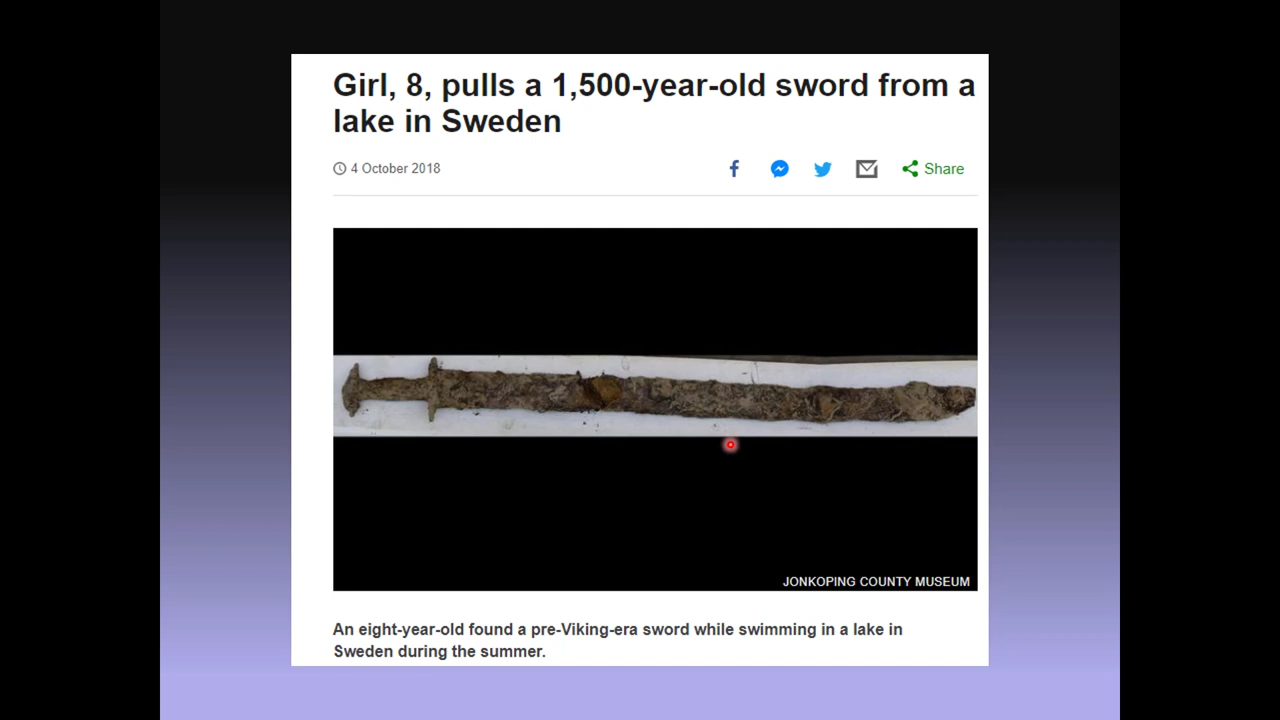 Girl, 8, pulls a 1,500-year-old sword from a
lake in Sweden
4 October 2018
Share
JONKOPING COUNTY MUSEUM
An eight-year-old found a pre-Viking-era sword while swimming in a lake in
Sweden during the summer.